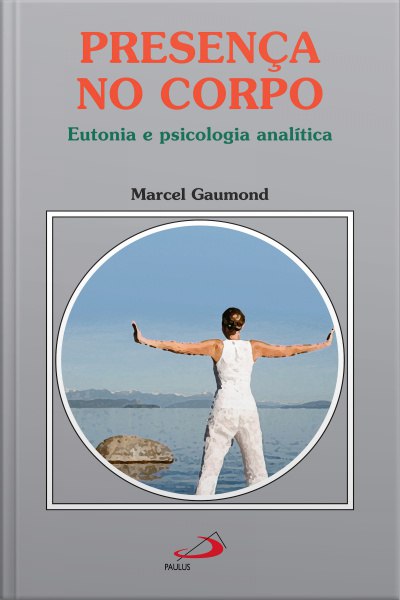 PRESENÇA
NO CORPO
Eutonia e psicologia analítica
Marcel Gaumond
PAULUS